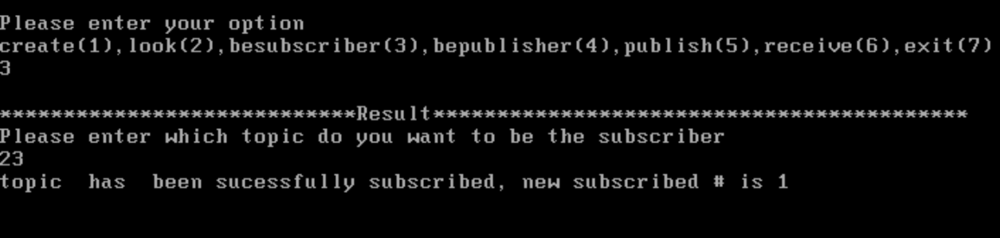 Please enter your option
create(1),look(2),besubscriber(3),bepublisher(4),publish(5),receive(6),exit(7)
3
****************************Result******************************************
Please enter which topic do you want to be the subscriber
23
topic  has  been sucessfully subscribed, new subscribed # is 1